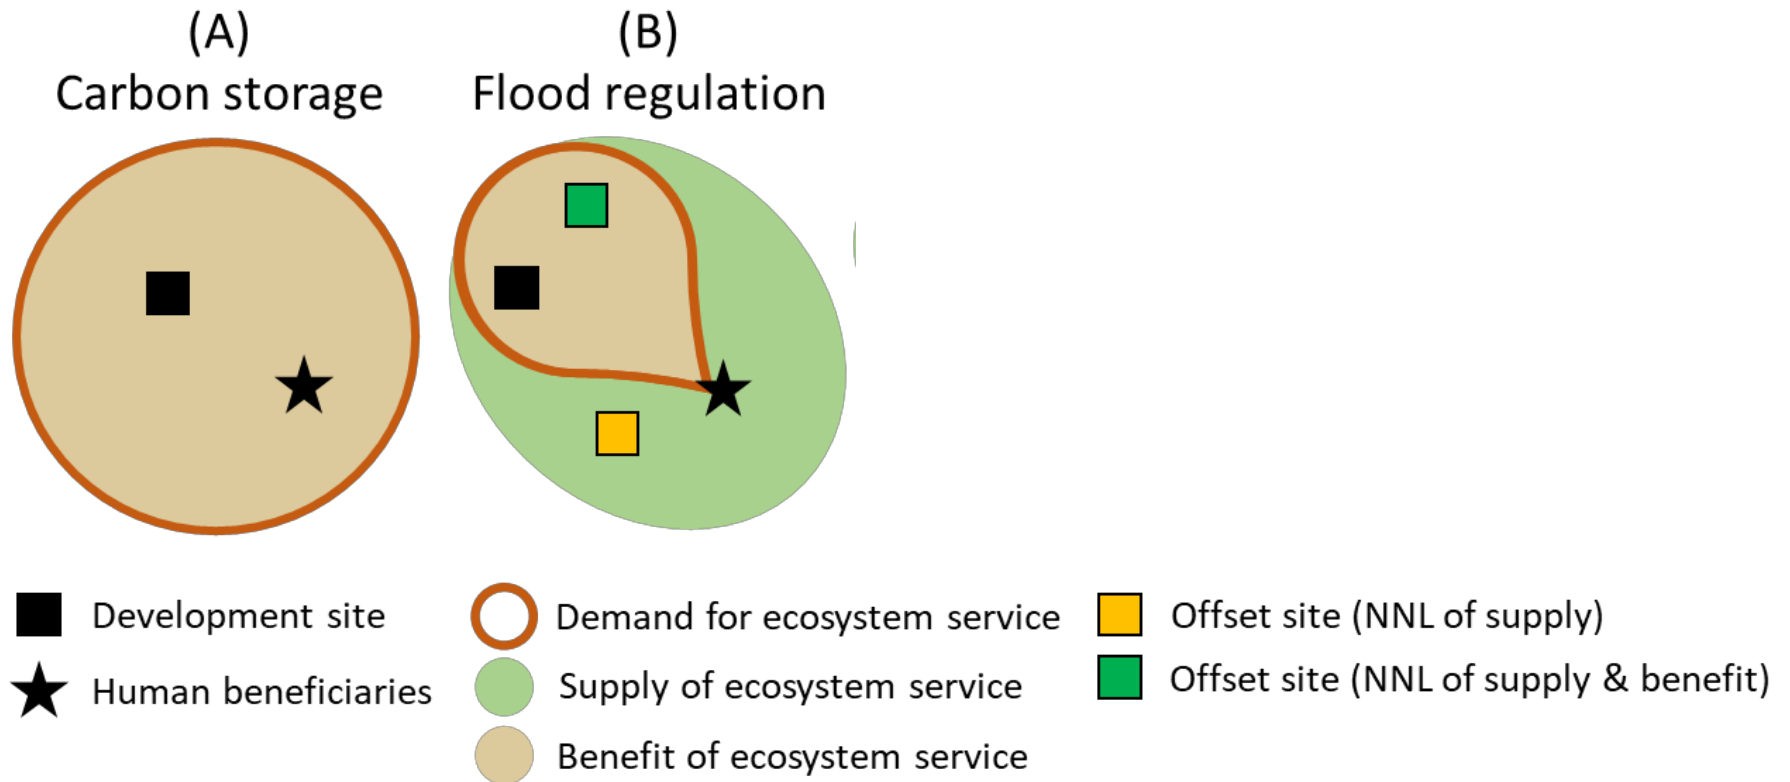 (A)
Carbon storage
(B)
Flood regulation
Development site
Human beneficiaries
Demand for ecosystem service
Supply of ecosystem service
Benefit of ecosystem service
Offset site (NNL of supply)
Offset site (NNL of supply & benefit)